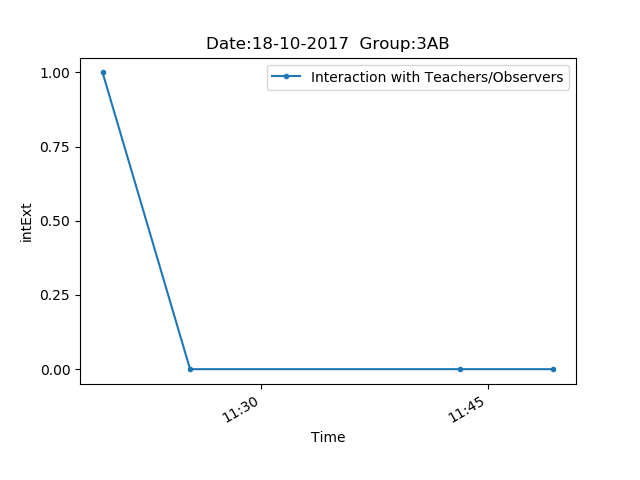 Date:18-10-2017  Group:3AB
Interaction with Teachers/Observers
1.00
0.75
0.50
0.25
0.00
intExt
11:30
11:45
Time